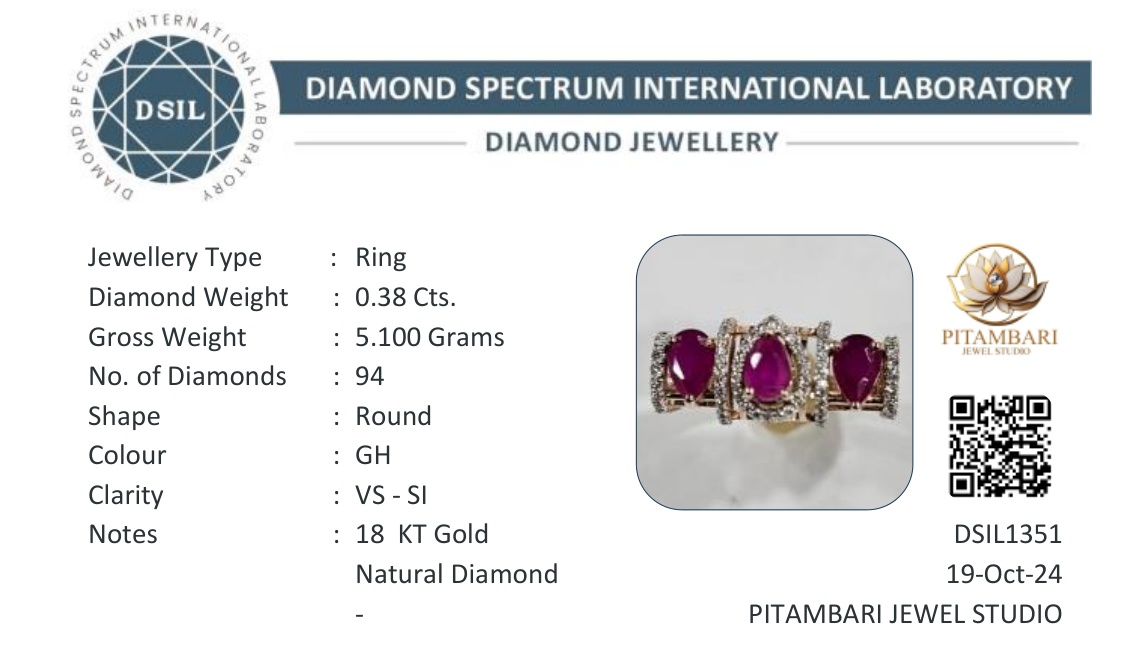 DIAMOND SPECTRUM INTERNATIONAL LABORATORY
DSIL
DIAMOND SPECTRUM INTERNATIONAL LABORATORY
DIAMOND JEWELLERY
Jewellery Type : Ring
Diamond Weight : 0.38 Cts.
Gross Weight : 5.100 Grams
No. of Diamonds : 94
Shape : Round
Colour : GH
Clarity : VS - SI
Notes : 18 KT Gold
Natural Diamond
-
PITAMBARI
JEWEL STUDIO
DSIL1351
19-Oct-24
PITAMBARI JEWEL STUDIO